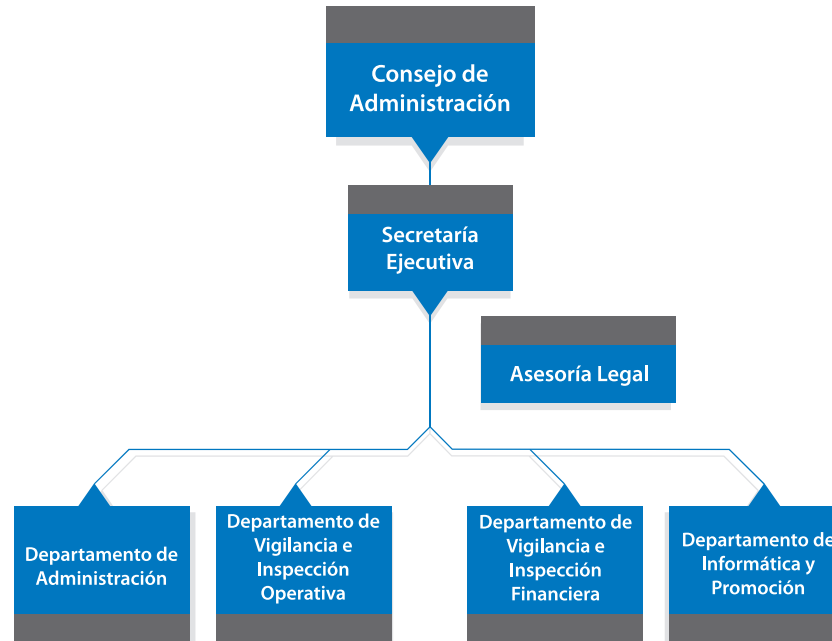 Consejo de
Administración
Secretaría
Ejecutiva
Asesoría Legal
Departamento de
Administración
Departamento de
Vigilancia e
Inspección
Operativa
Departamento de
Vigilancia e
Inspección
Financiera
Departamento de
Informática y
Promoción